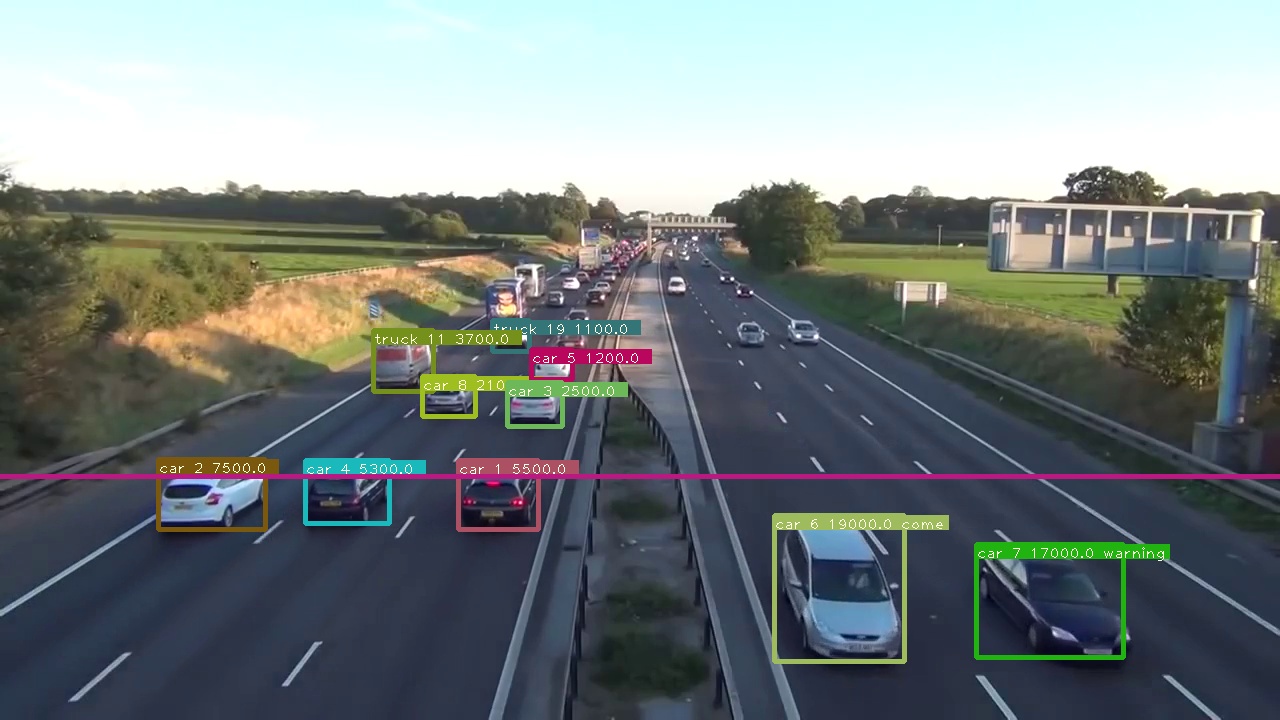 truck 19 1100.0
truck 11 3700.0
car 5 1200.0
car 8 210
car 3 2500.0
car 2 7500.0
car 4 5300.0
car 1 5500.0
car 6 19000.0 come
car 7 17000.0 warning